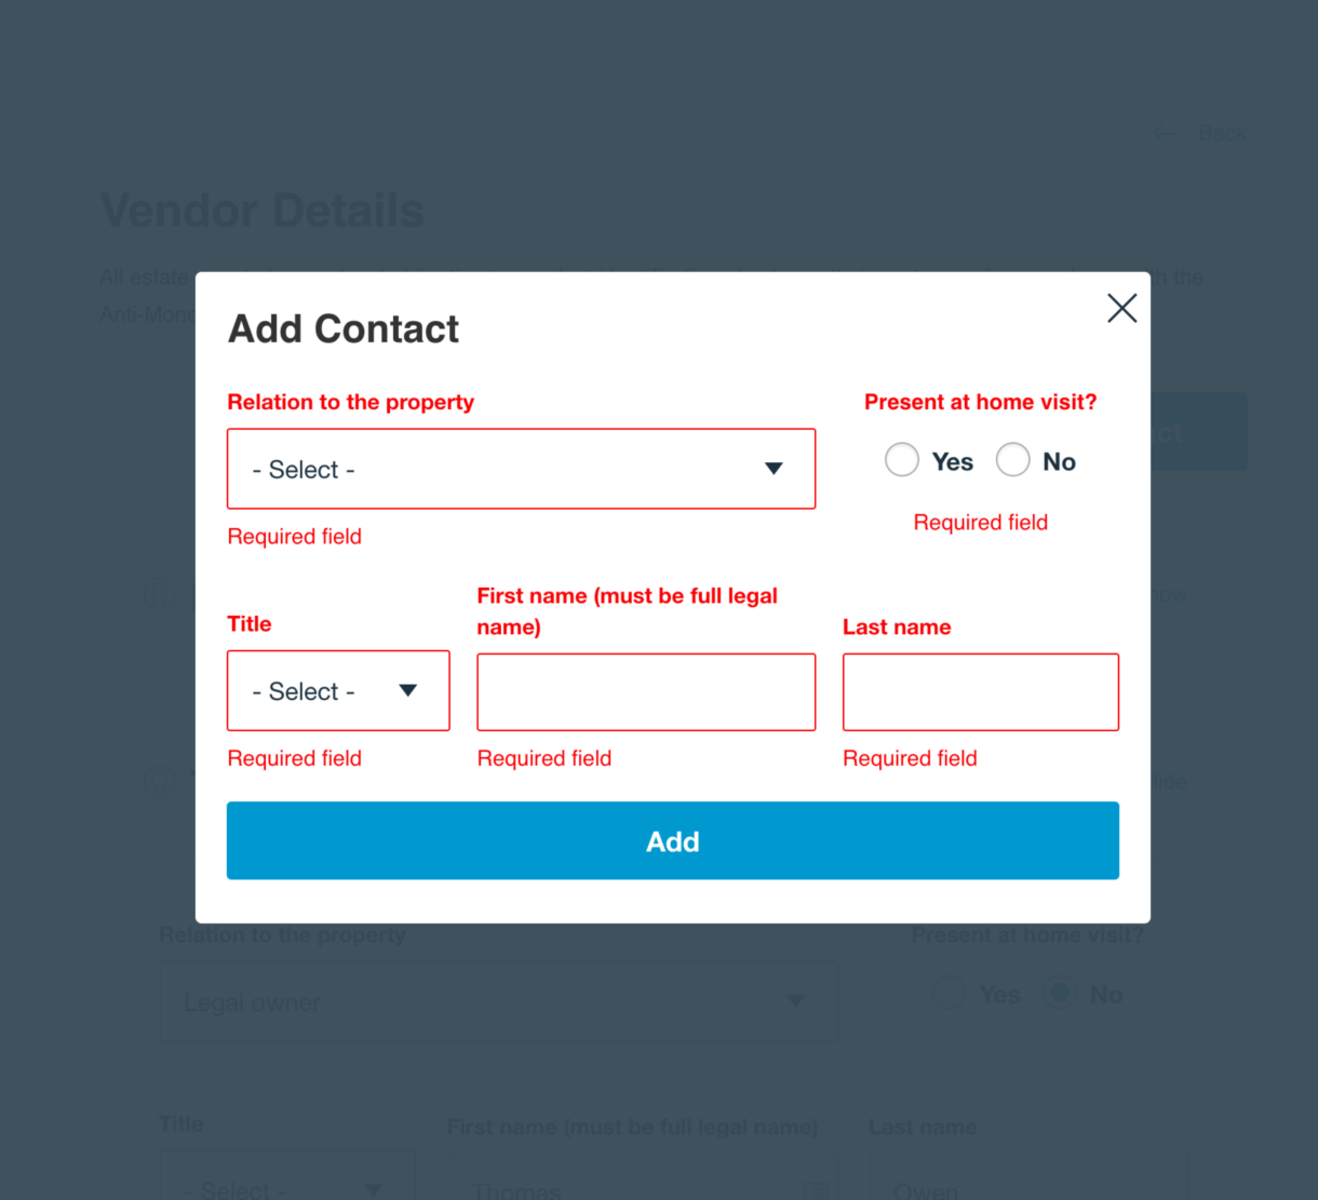 Back
Vendor Details
All estate th the
Anti-Mone
Add Contact
Relation to the property
Present at home visit?
- Select -
Yes No
Required field
Required field
Title
First name (must be full legal
name)
Last name
- Select -
Required field
Required field
Required field
Add
Relation to the property
Present at home visit?
Legal owner
Yes No
Title
First name (must be full legal name)
Last name
- Select -
Thomas
Owen